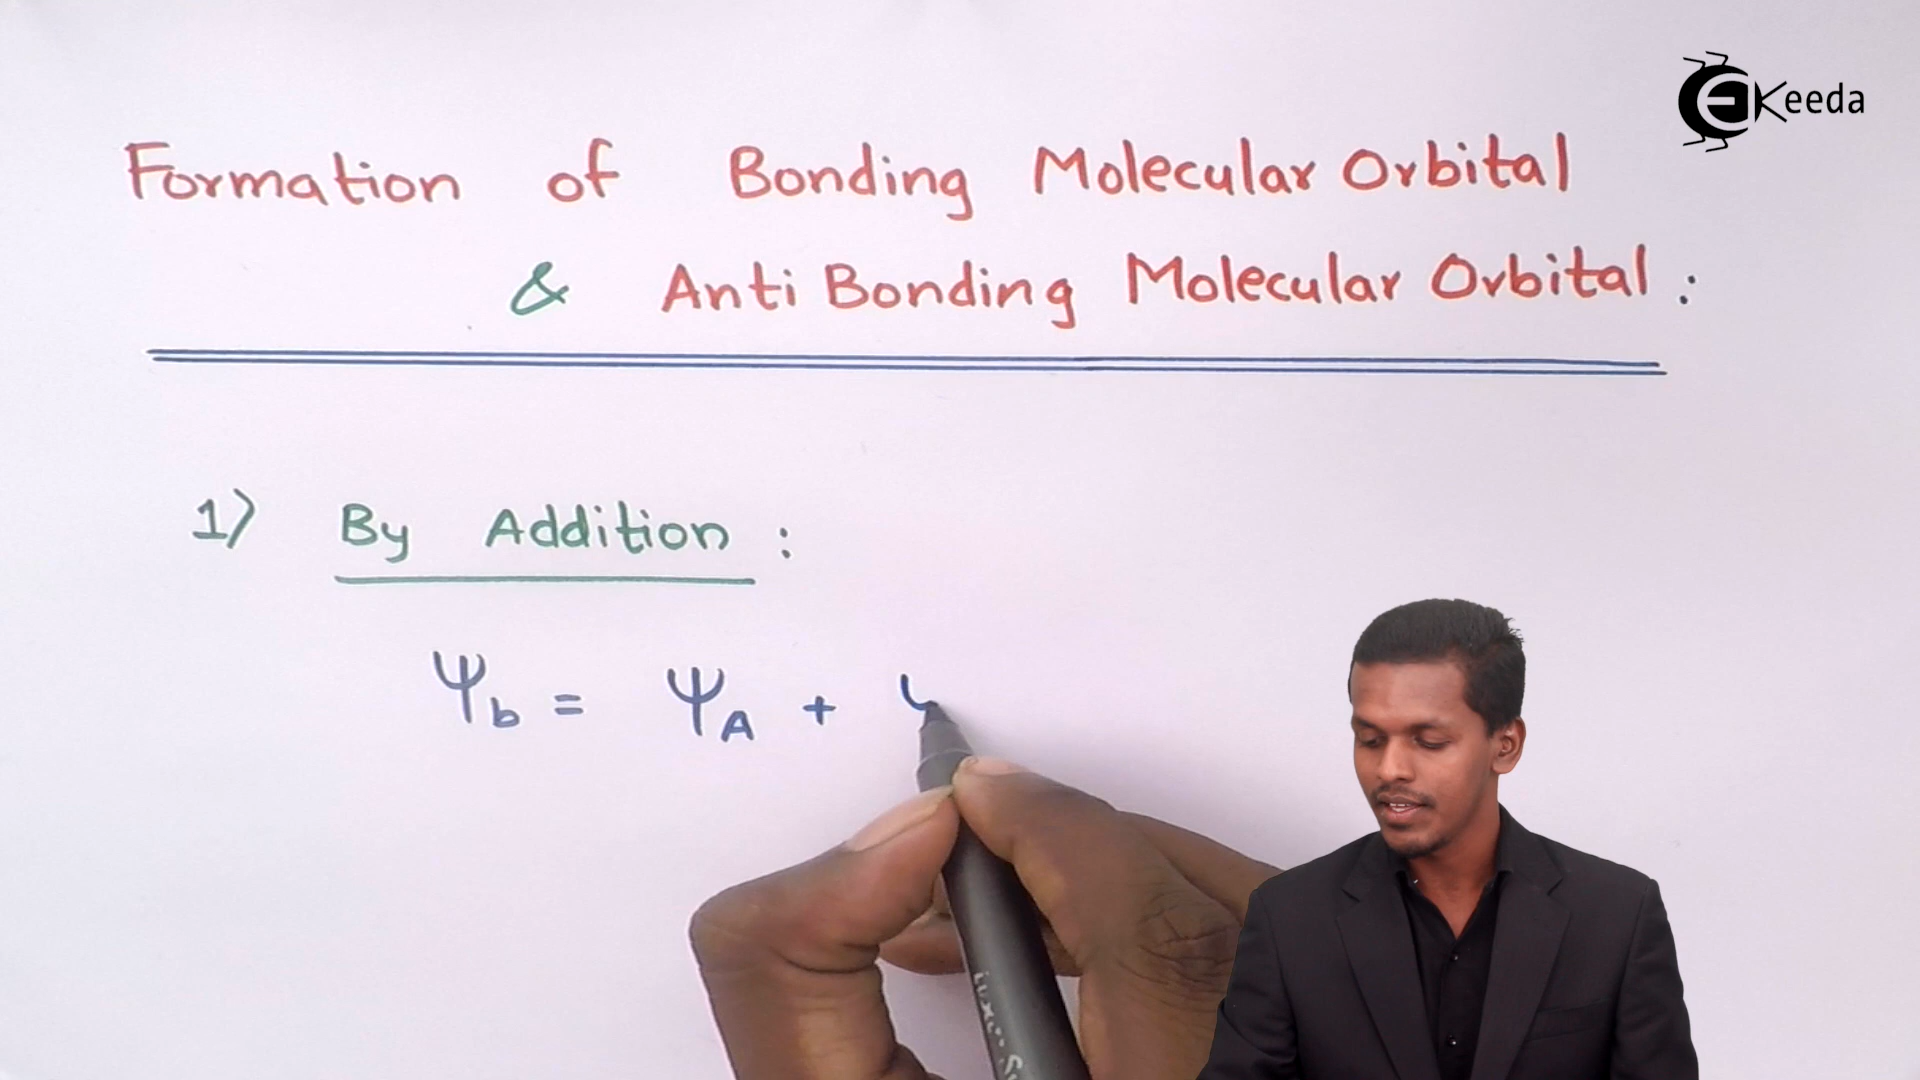 Keeda
Formation of Bonding Molecular Orbital
& Anti Bonding Molecular Orbital :
1) By Addition :
Ψb = ΨA +